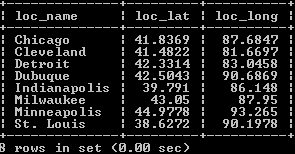 | loc_name | loc_lat | loc_long |
| Chicago | 41.8369 | 87.6847 |
| Cleveland | 41.4822 | 81.6697 |
| Detroit | 42.3314 | 83.0458 |
| Dubuque | 42.5043 | 90.6869 |
| Indianapolis | 39.791 | 86.148 |
| Milwaukee | 43.05 | 87.95 |
| Minneapolis | 44.9778 | 93.265 |
| St. Louis | 38.6272 | 90.1978 |
8 rows in set (0.00 sec)